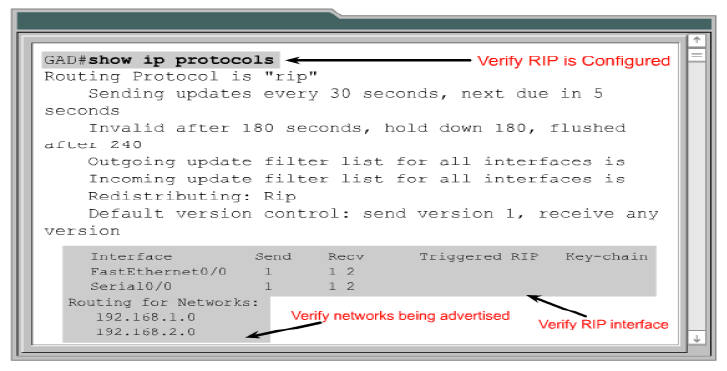 GAD#show ip protocols
Verify RIP is Configured
Routing Protocol is "rip"
Sending updates every 30 seconds, next due in 5
seconds
Invalid after 180 seconds, hold down 180, flushed
after 240
Outgoing update filter list for all interfaces is
Incoming update filter list for all interfaces is
Redistributing: Rip
Default version control: send version 1, receive any
version
Interface Send Recv Triggered RIP Key-chain
FastEthernet0/0 1 1 2
Serial0/0 1 1 2
Routing for Networks:
192.168.1.0
Verify networks being advertised
Verify RIP interface
192.168.2.0